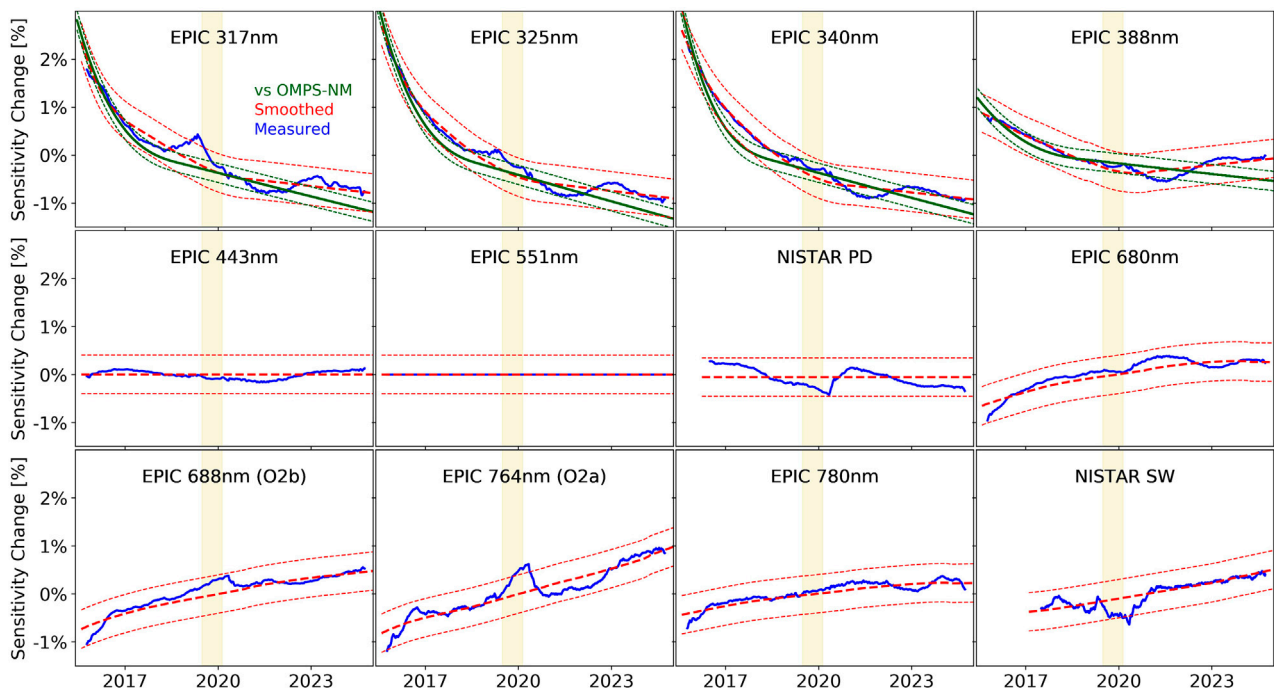 Sensitivity Change [%]
2%
1%
0%
-1%
EPIC 317nm
vs OMPS-NM
Smoothed
Measured
EPIC 325nm
EPIC 340nm
EPIC 388nm
Sensitivity Change [%]
2%
0%
-1%
EPIC 443nm
EPIC 551nm
NISTAR PD
EPIC 680nm
Sensitivity Change [%]
2%
1%
0%
-1%
EPIC 688nm (O2b)
EPIC 764nm (O2a)
EPIC 780nm
NISTAR SW
2017 2020 2023 2017 2020 2023 2017 2020 2023 2017 2020 2023